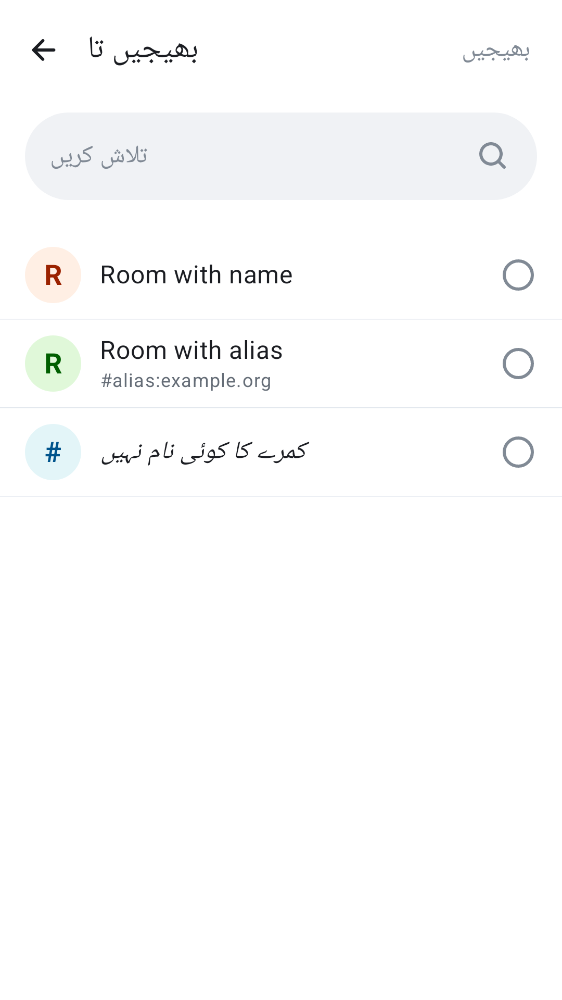 بھیجیں تا
بھیجیں
تلاش کریں
R
Room with name
R
Room with alias
#alias:example.org
#
کمرے کا کوئی نام نہیں